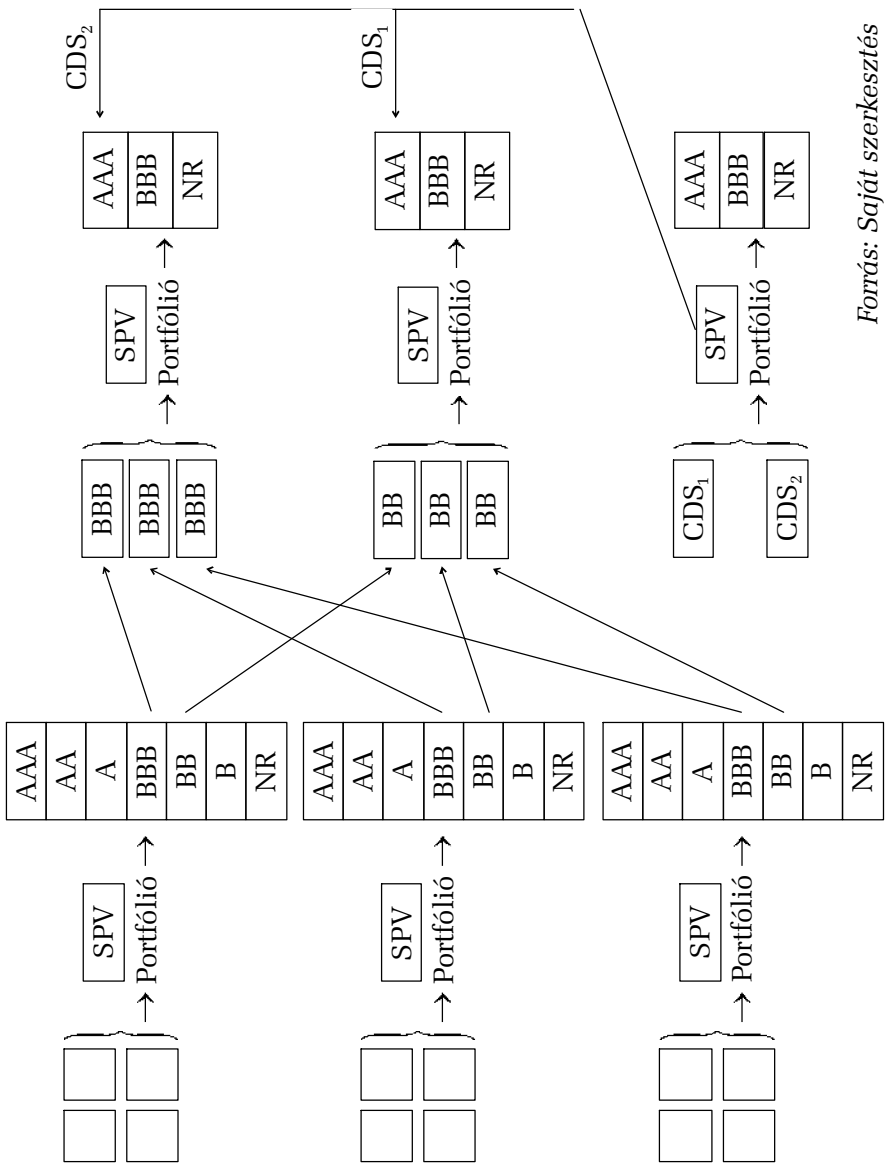 SPV
Portfólió
AAA
AA
A
BBB
BB
B
NR
BBB
BBB
BBB
SPV
Portfólió
AAA
BBB
NR
CDS₂
SPV
Portfólió
AAA
AA
A
BBB
BB
B
NR
BB
BB
BB
SPV
Portfólió
AAA
BBB
NR
CDS₁
SPV
Portfólió
AAA
AA
A
BBB
BB
B
NR
CDS₁
CDS₂
SPV
Portfólió
AAA
BBB
NR
Forrás: Saját szerkesztés